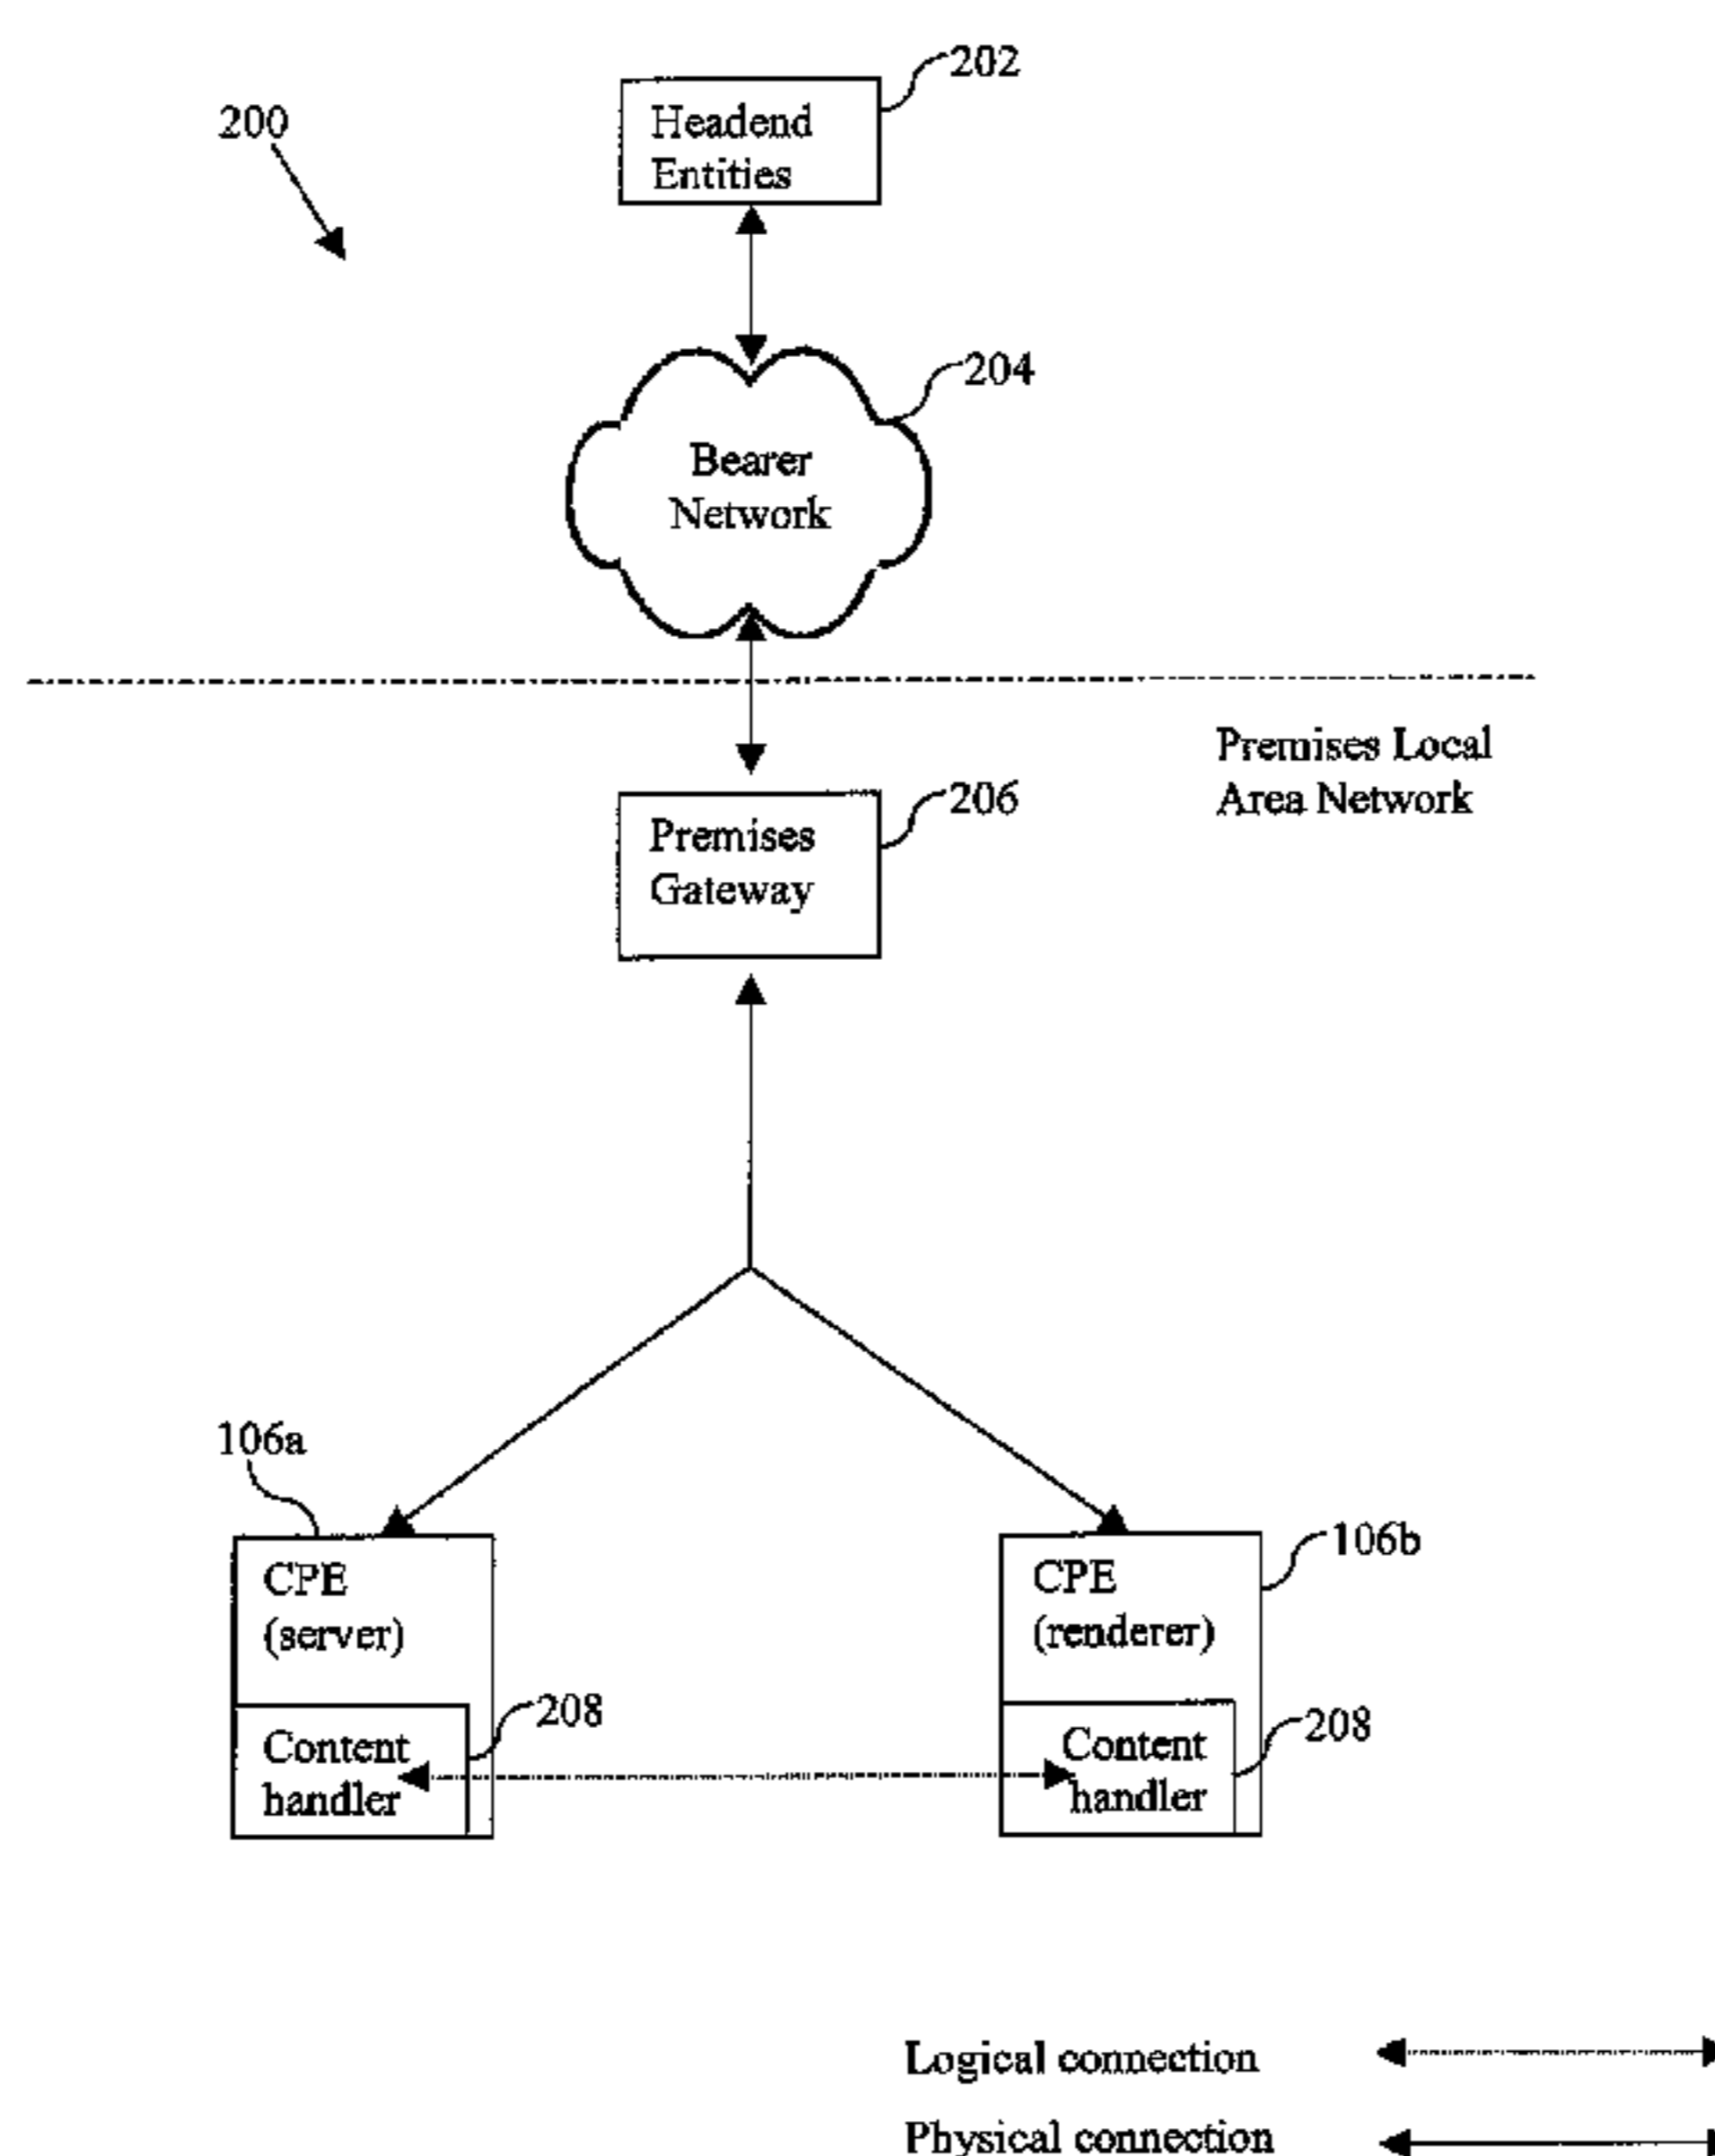 202
200
Headend
Entities
204
Bearer
Network
Premises Local
Area Network
206
Premises
Gateway
106a
106b
CPE
(server)
CPE
(renderer)
208
208
Content
handler
Content
handler
Logical connection
Physical connection